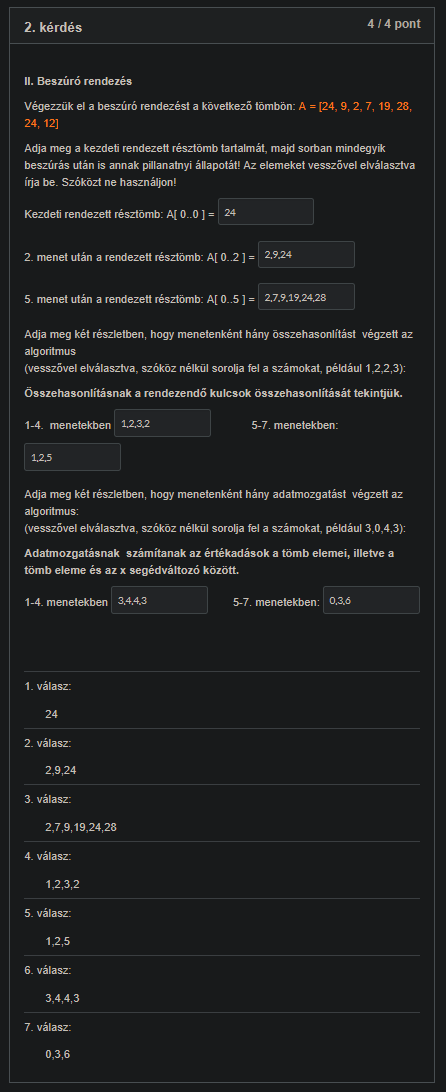 2. kérdés
4 / 4 pont
II. Beszúró rendezés
Végezzük el a beszúró rendezést a következő tömbön: A = [24, 9, 2, 7, 19, 28,
24, 12]
Adja meg a kezdeti rendezett résztömb tartalmát, majd sorban mindegyik
beszúrás után is annak pillanatnyi állapotát! Az elemeket vesszővel elválasztva
írja be. Szóközt ne használjon!
Kezdeti rendezett résztömb: A[ 0..0 ] = 24
2. menet után a rendezett résztömb: A[ 0..2 ] = 2,9,24
5. menet után a rendezett résztömb: A[ 0..5 ] = 2,7,9,19,24,28
Adja meg két részletben, hogy menetenként hány összehasonlítást  végzett az
algoritmus
(vesszővel elválasztva, szóköz nélkül sorolja fel a számokat, például 1,2,2,3):
Összehasonlításnak a rendezendő kulcsok összehasonlítását tekintjük.
1-4.  menetekben 1,2,3,2 5-7. menetekben:
1,2,5
Adja meg két részletben, hogy menetenként hány adatmozgatást  végzett az
algoritmus:
(vesszővel elválasztva, szóköz nélkül sorolja fel a számokat, például 3,0,4,3):
Adatmozgatásnak  számítanak az értékadások a tömb elemei, illetve a
tömb eleme és az x segédváltozó között.
1-4. menetekben 3,4,4,3 5-7. menetekben: 0,3,6
1. válasz:
24
2. válasz:
2,9,24
3. válasz:
2,7,9,19,24,28
4. válasz:
1,2,3,2
5. válasz:
1,2,5
6. válasz:
3,4,4,3
7. válasz:
0,3,6